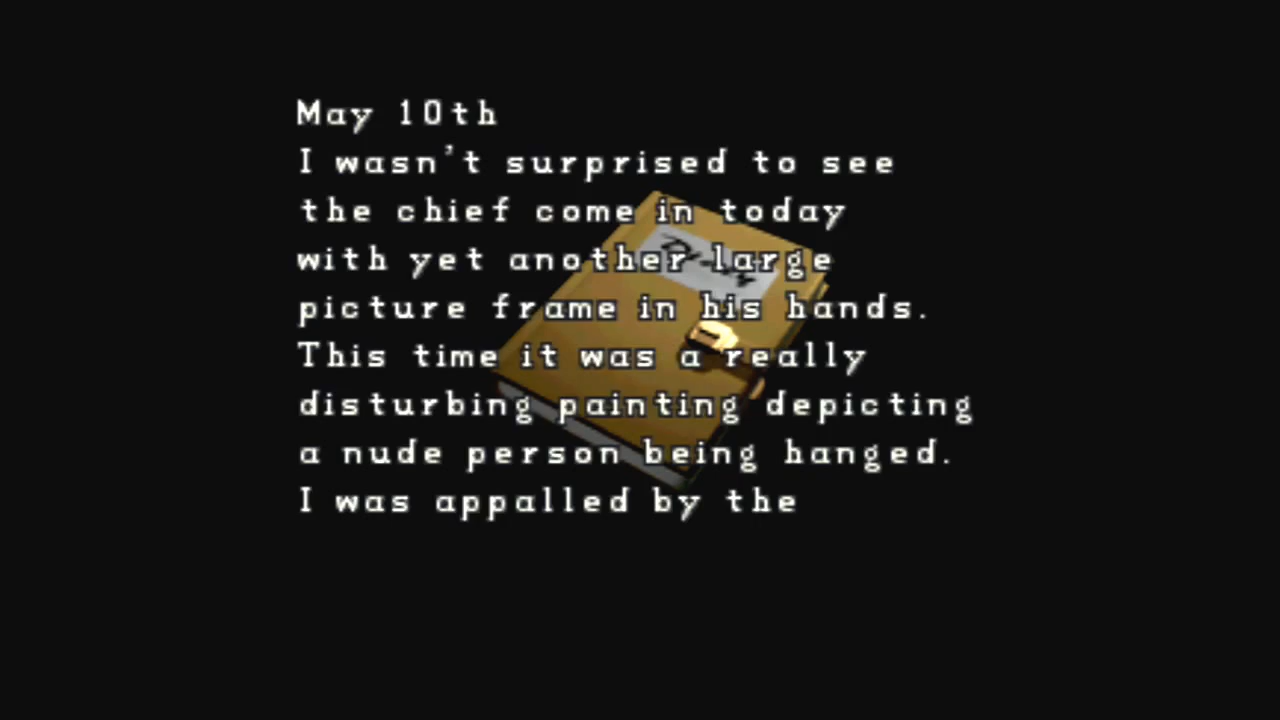 May 10th
I wasn't surprised to see
the chief come in today
with yet another large
picture frame in his hands.
This time it was a really
disturbing painting depicting
a nude person being hanged.
I was appalled by the